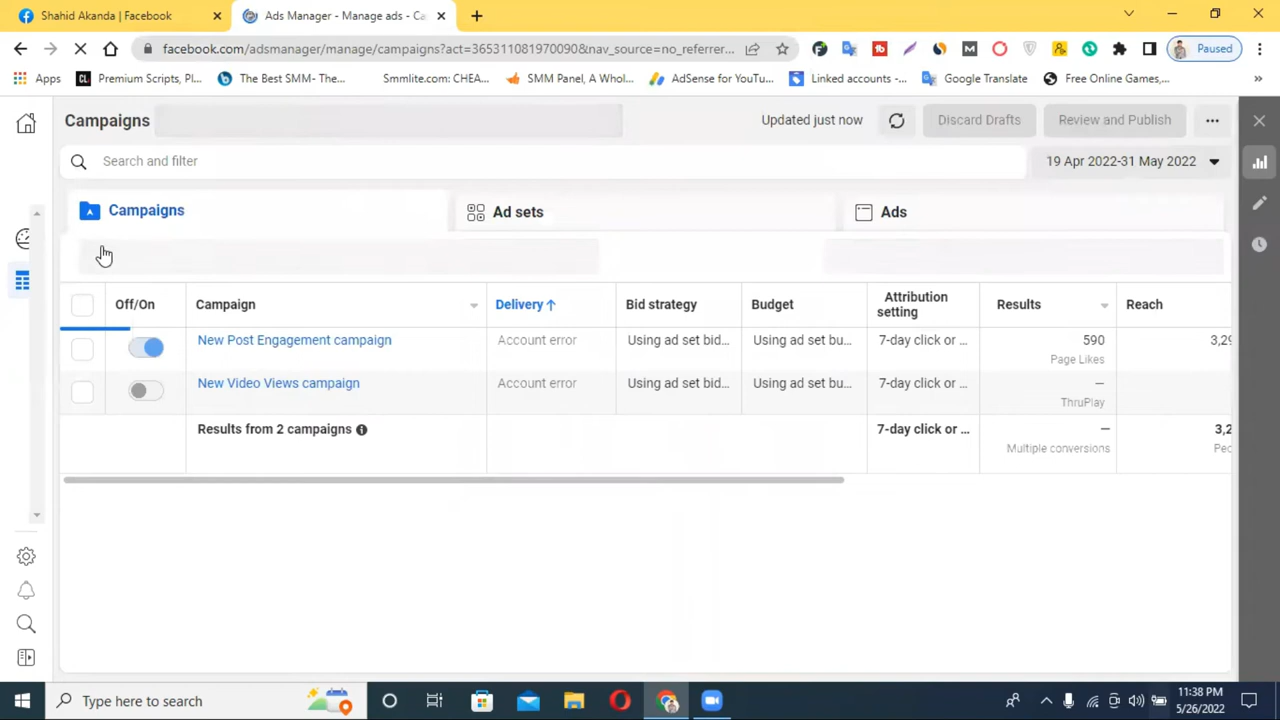 Shahid Akanda | Facebook
Ads Manager - Manage ads - Ca
facebook.com/adsmanager/manage/campaigns?act=365311081970090&nav_source=no_referrer...
Paused
Apps
Premium Scripts, Pl...
The Best SMM- The...
Smmlite.com: CHEA...
SMM Panel, A Whol...
AdSense for YouTu...
Linked accounts -...
Google Translate
Free Online Games,...
Campaigns
Updated just now
Discard Drafts
Review and Publish
Search and filter
19 Apr 2022-31 May 2022
Campaigns
Ad sets
Ads
Off/On
Campaign
Delivery ↑
Bid strategy
Budget
Attribution
setting
Results
Reach
New Post Engagement campaign
Account error
Using ad set bid...
Using ad set bu...
7-day click or ...
590
3,29
Page Likes
New Video Views campaign
Account error
Using ad set bid...
Using ad set bu...
7-day click or ...
—
ThruPlay
Results from 2 campaigns
7-day click or ...
—
3,2
Multiple conversions
Peo
Type here to search
11:38 PM
5/26/2022